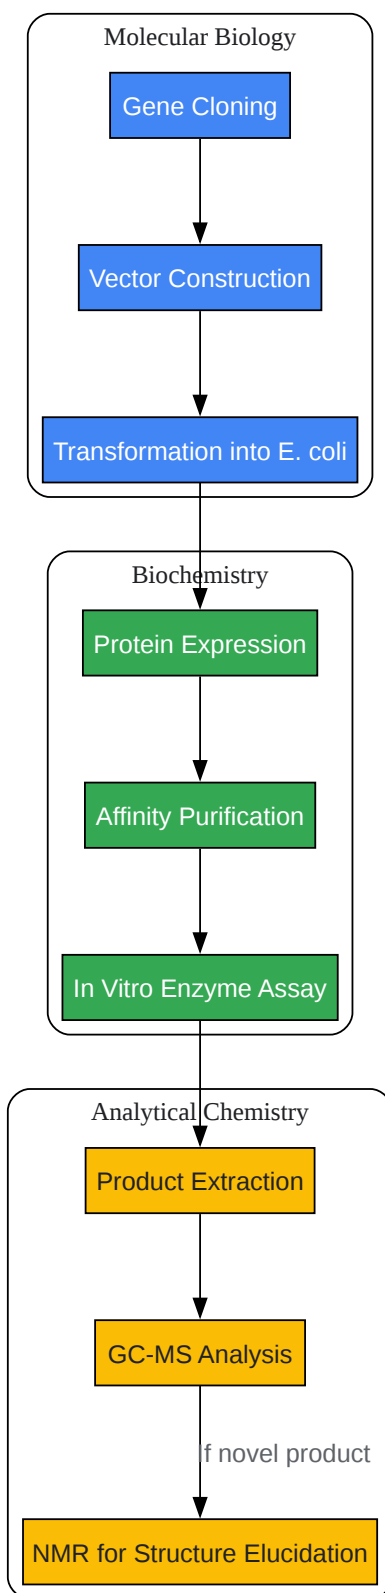 Molecular Biology
Gene Cloning
Vector Construction
Transformation into E. coli
Biochemistry
Protein Expression
Affinity Purification
In Vitro Enzyme Assay
Analytical Chemistry
Product Extraction
GC-MS Analysis
If novel product
NMR for Structure Elucidation